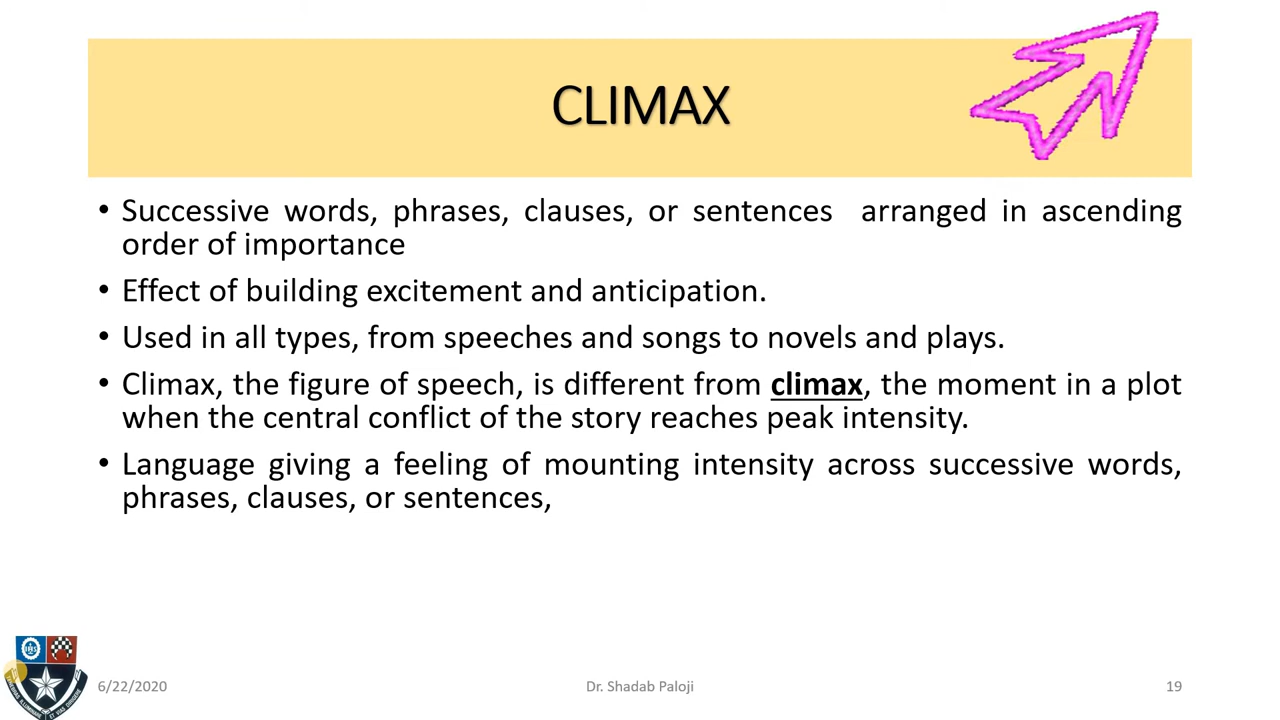 CLIMAX
• Successive words, phrases, clauses, or sentences arranged in ascending
order of importance
• Effect of building excitement and anticipation.
• Used in all types, from speeches and songs to novels and plays.
• Climax, the figure of speech, is different from climax, the moment in a plot
when the central conflict of the story reaches peak intensity.
• Language giving a feeling of mounting intensity across successive words,
phrases, clauses, or sentences,
6/22/2020
Dr. Shadab Paloji
19